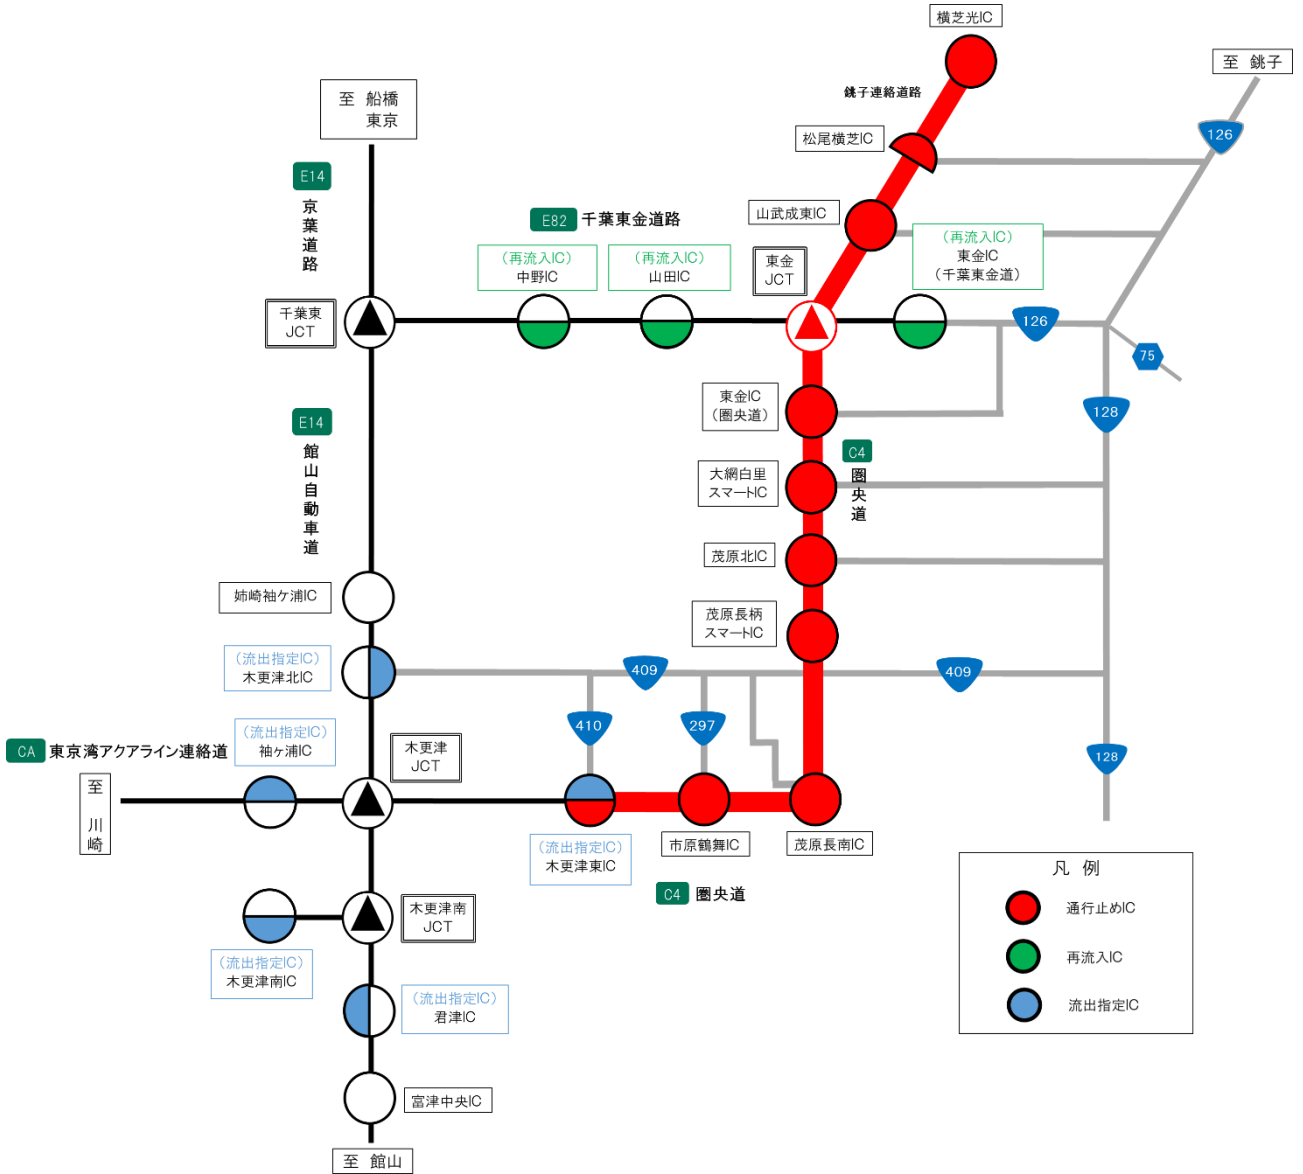 横芝光IC
至 銚子
銚子連絡道路
126
至 船橋
東京
松尾横芝IC
E14
京葉道路
山武成東IC
E82 千葉東金道路
（再流入IC）
中野IC
（再流入IC）
山田IC
東金
JCT
（再流入IC）
東金IC
（千葉東金道）
千葉東
JCT
126
75
東金IC
（圏央道）
128
E14
館山自動車道
C4
圏央道
大網白里
スマートIC
茂原北IC
姉崎袖ケ浦IC
茂原長柄
スマートIC
（流出指定IC）
木更津北IC
409
409
410
297
（流出指定IC）
袖ヶ浦IC
CA 東京湾アクアライン連絡道
木更津
JCT
128
至 川崎
（流出指定IC）
木更津東IC
市原鶴舞IC
茂原長南IC
C4 圏央道
凡 例
通行止めIC
再流入IC
流出指定IC
木更津南
JCT
（流出指定IC）
木更津南IC
（流出指定IC）
君津IC
富津中央IC
至 館山